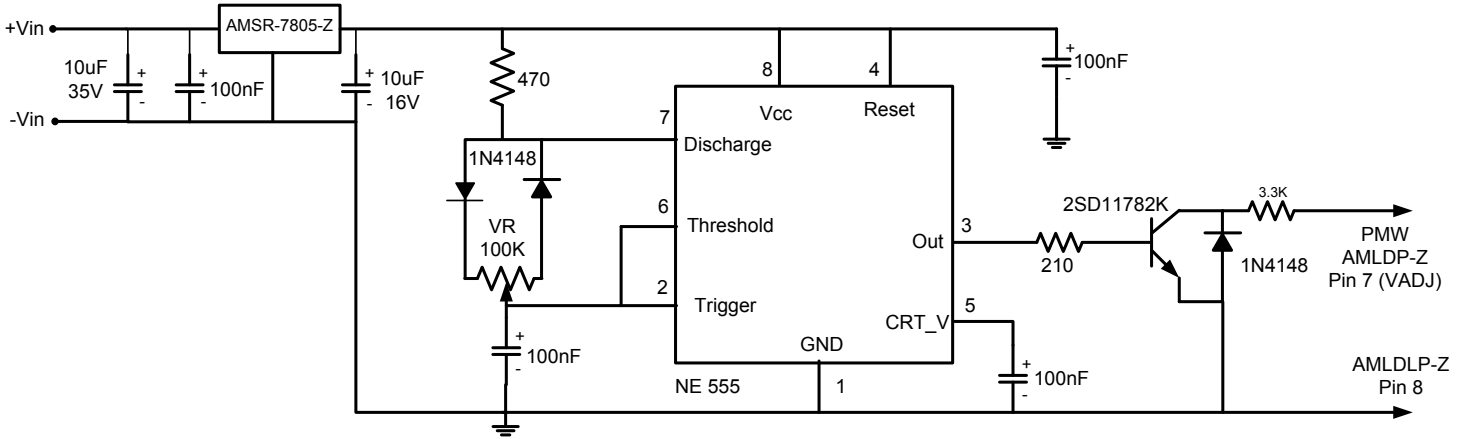 +Vin
AMSR-7805-Z
10uF
35V
+
-
+
-
100nF
+
-
10uF
16V
-Vin
470
8
4
+
-
100nF
Vcc
Reset
7
Discharge
1N4148
6
Threshold
VR
100K
2
Trigger
+
-
100nF
Out
3
210
2SD11782K
3.3K
1N4148
PMW
AMLDP-Z
Pin 7 (VADJ)
CRT_V
5
GND
NE 555
1
+
-
100nF
AMLDLP-Z
Pin 8